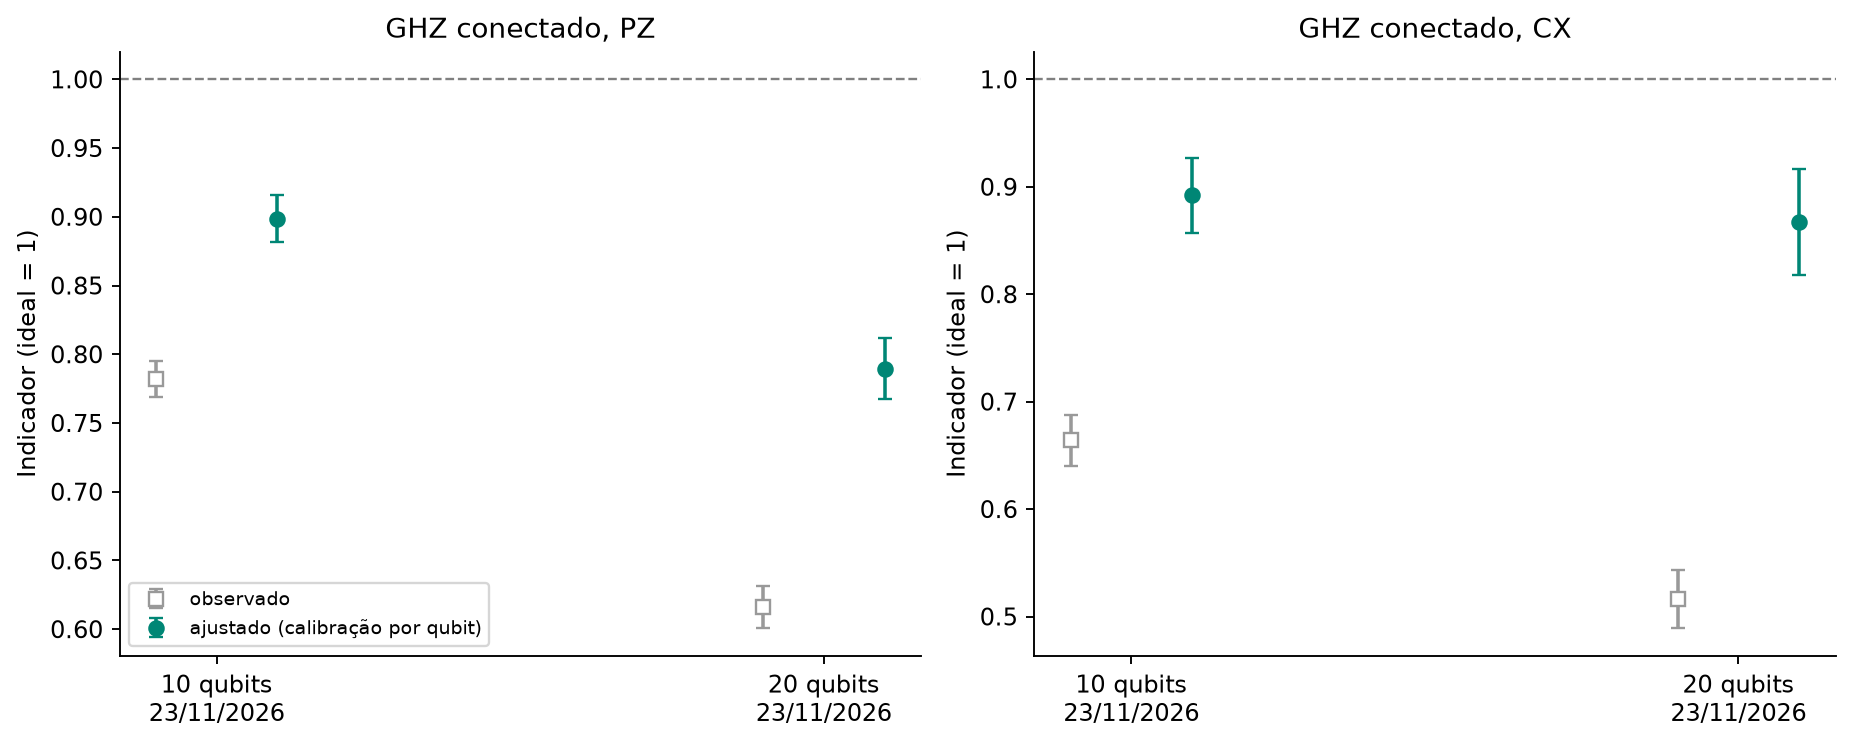 GHZ conectado, PZ
Indicador (ideal = 1)
1.00
0.95
0.90
0.85
0.80
0.75
0.70
0.65
0.60
observado
ajustado (calibração por qubit)
10 qubits
23/11/2026
20 qubits
23/11/2026
GHZ conectado, CX
Indicador (ideal = 1)
1.0
0.9
0.8
0.7
0.6
0.5
10 qubits
23/11/2026
20 qubits
23/11/2026